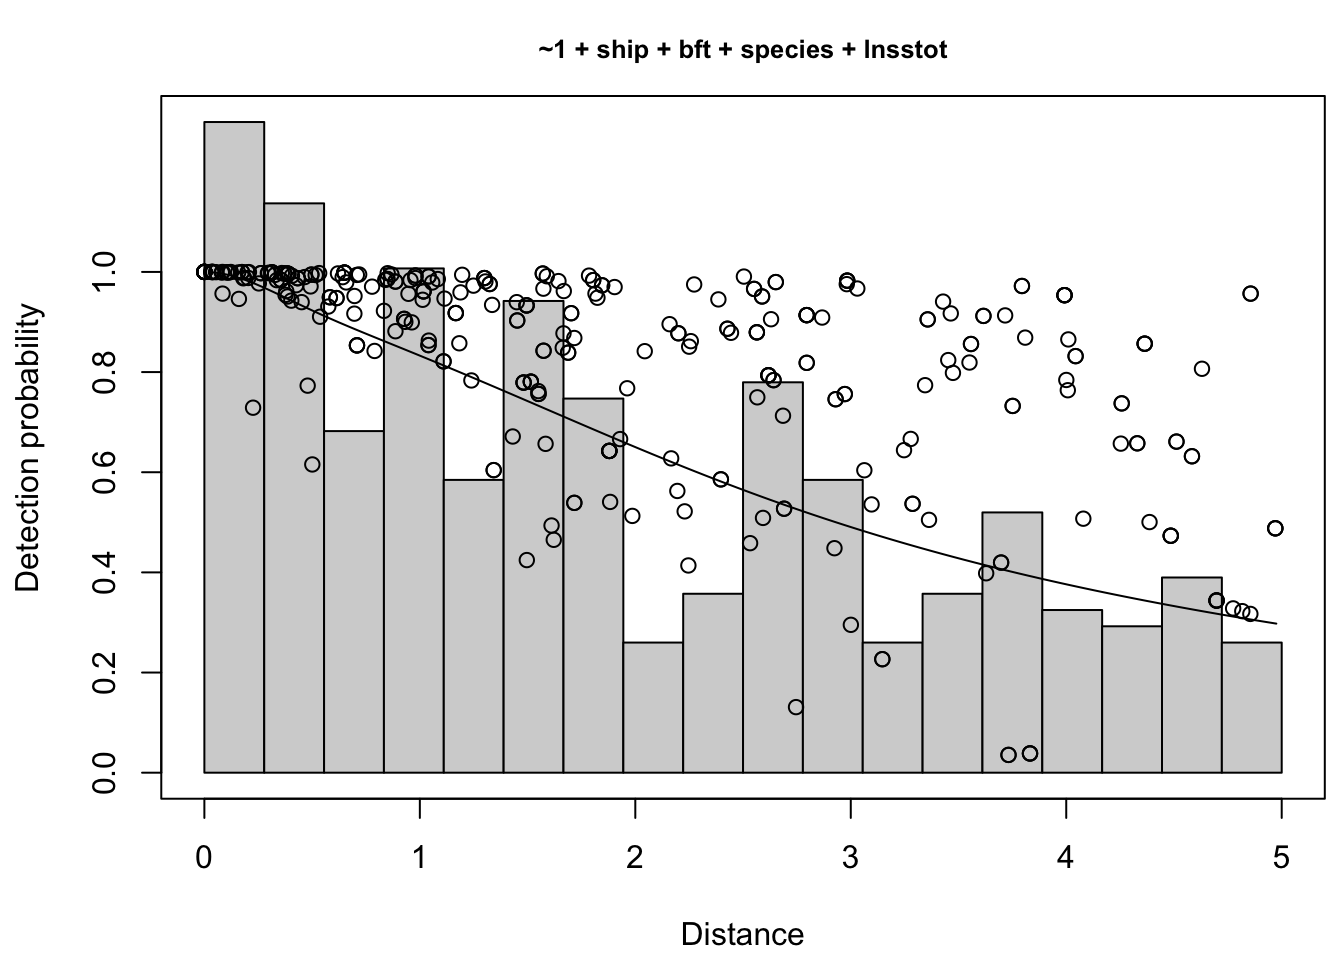 ~1 + ship + bft + species + lnsstot
Detection probability
1.0
0.8
0.6
0.4
0.2
0.0
0 1 2 3 4 5
Distance